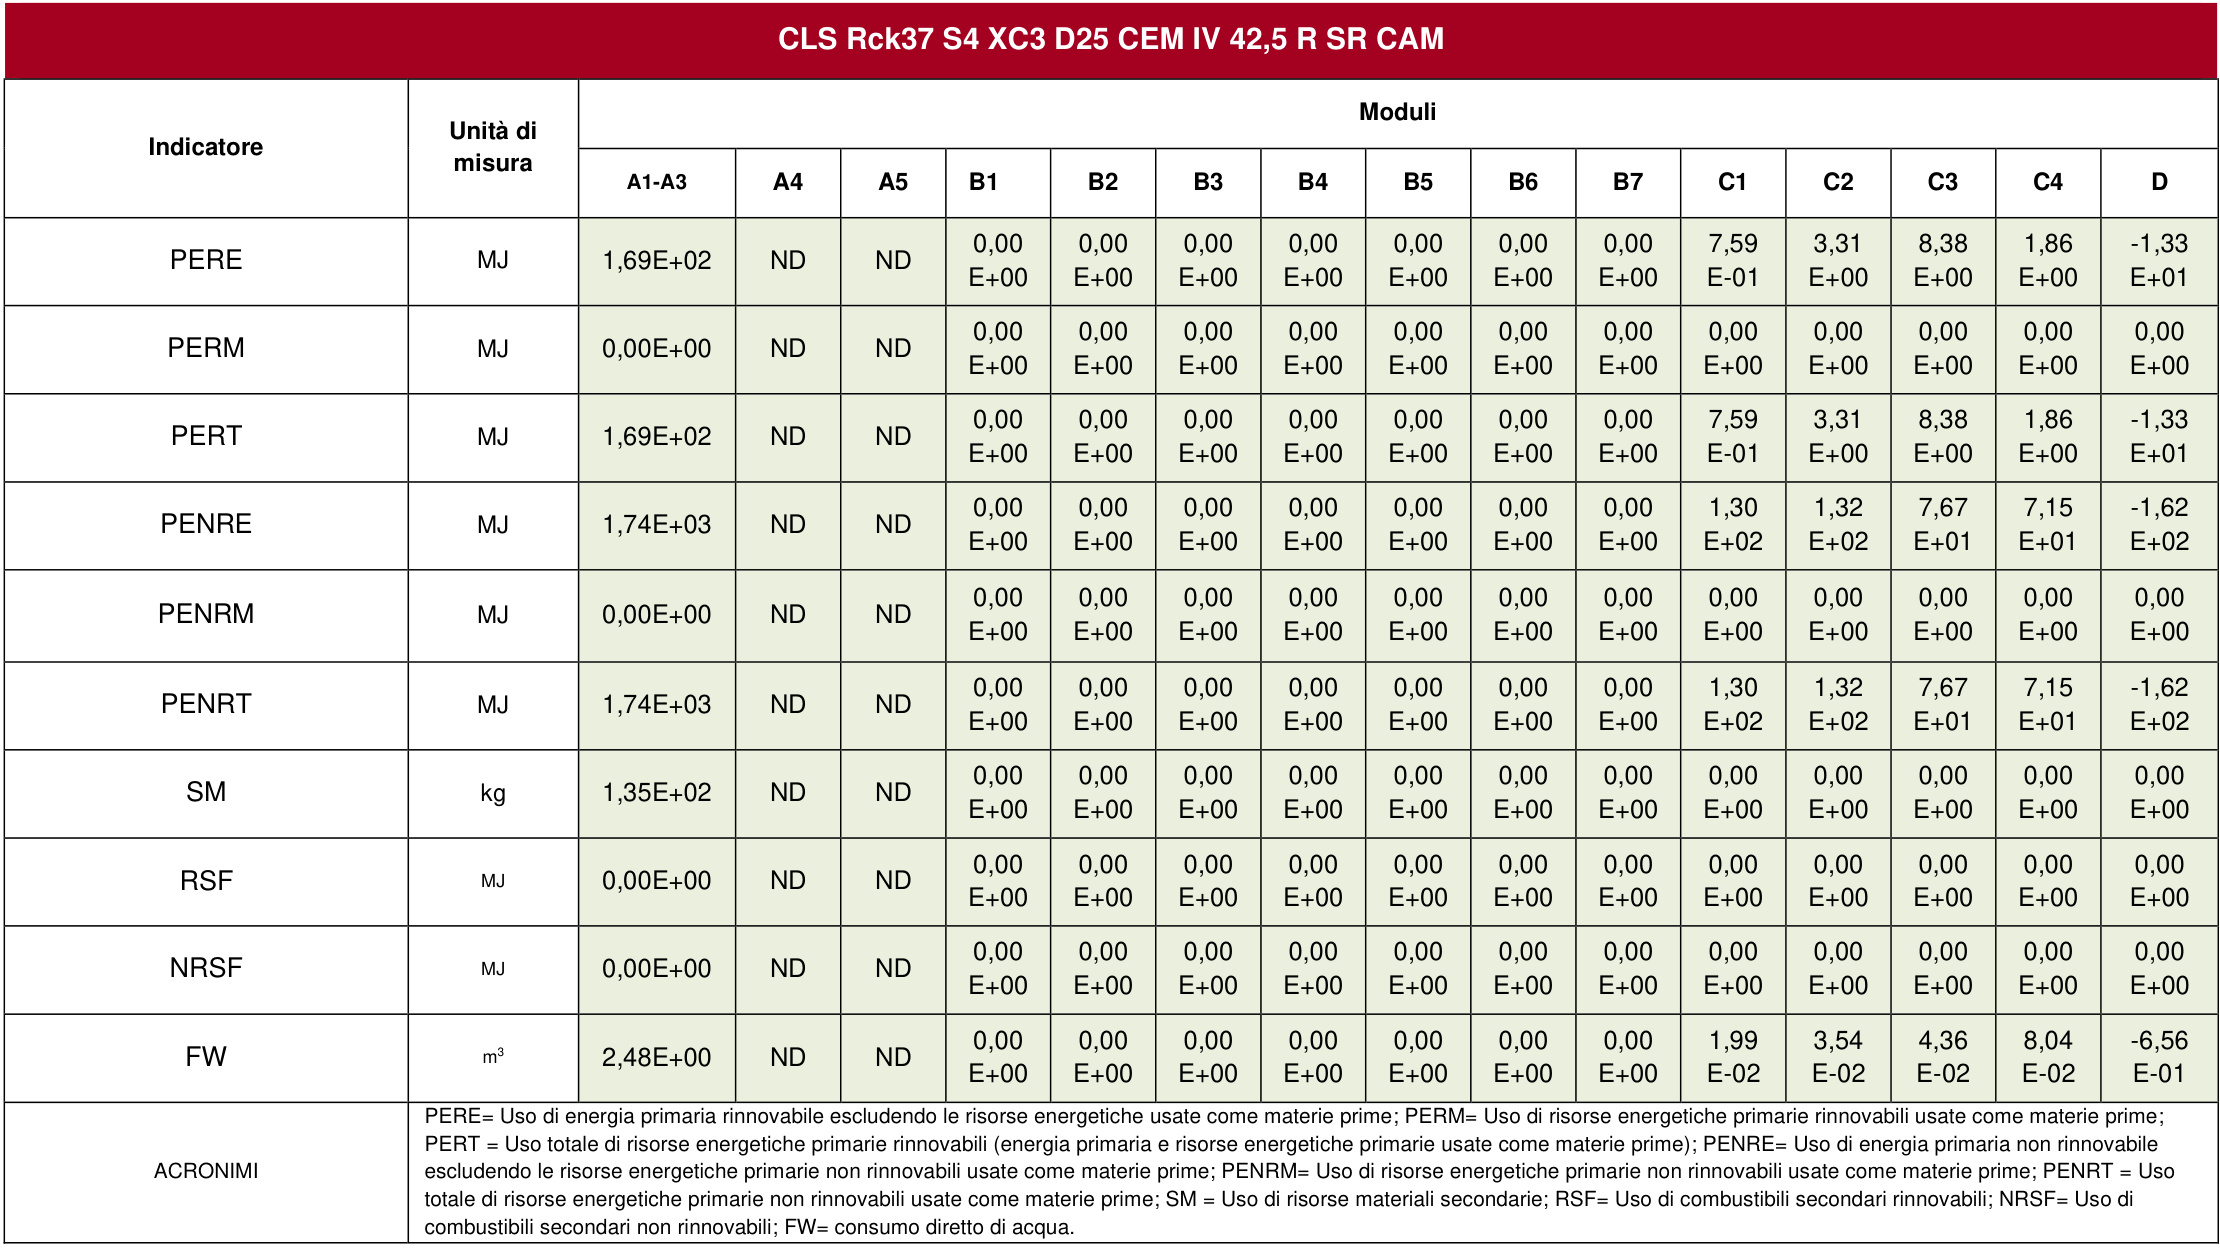 CLS Rck37 S4 XC3 D25 CEM IV 42,5 R SR CAM
Indicatore Unità di misura Moduli
A1-A3 A4 A5 B1 B2 B3 B4 B5 B6 B7 C1 C2 C3 C4 D
PERE MJ 1,69E+02 ND ND 0,00 E+00 0,00 E+00 0,00 E+00 0,00 E+00 0,00 E+00 0,00 E+00 0,00 E+00 7,59 E-01 3,31 E+00 8,38 E+00 1,86 E+00 -1,33 E+01
PERM MJ 0,00E+00 ND ND 0,00 E+00 0,00 E+00 0,00 E+00 0,00 E+00 0,00 E+00 0,00 E+00 0,00 E+00 0,00 E+00 0,00 E+00 0,00 E+00 0,00 E+00 0,00 E+00
PERT MJ 1,69E+02 ND ND 0,00 E+00 0,00 E+00 0,00 E+00 0,00 E+00 0,00 E+00 0,00 E+00 0,00 E+00 7,59 E-01 3,31 E+00 8,38 E+00 1,86 E+00 -1,33 E+01
PENRE MJ 1,74E+03 ND ND 0,00 E+00 0,00 E+00 0,00 E+00 0,00 E+00 0,00 E+00 0,00 E+00 0,00 E+00 1,30 E+02 1,32 E+02 7,67 E+01 7,15 E+01 -1,62 E+02
PENRM MJ 0,00E+00 ND ND 0,00 E+00 0,00 E+00 0,00 E+00 0,00 E+00 0,00 E+00 0,00 E+00 0,00 E+00 0,00 E+00 0,00 E+00 0,00 E+00 0,00 E+00 0,00 E+00
PENRT MJ 1,74E+03 ND ND 0,00 E+00 0,00 E+00 0,00 E+00 0,00 E+00 0,00 E+00 0,00 E+00 0,00 E+00 1,30 E+02 1,32 E+02 7,67 E+01 7,15 E+01 -1,62 E+02
SM kg 1,35E+02 ND ND 0,00 E+00 0,00 E+00 0,00 E+00 0,00 E+00 0,00 E+00 0,00 E+00 0,00 E+00 0,00 E+00 0,00 E+00 0,00 E+00 0,00 E+00 0,00 E+00
RSF MJ 0,00E+00 ND ND 0,00 E+00 0,00 E+00 0,00 E+00 0,00 E+00 0,00 E+00 0,00 E+00 0,00 E+00 0,00 E+00 0,00 E+00 0,00 E+00 0,00 E+00 0,00 E+00
NRSF MJ 0,00E+00 ND ND 0,00 E+00 0,00 E+00 0,00 E+00 0,00 E+00 0,00 E+00 0,00 E+00 0,00 E+00 0,00 E+00 0,00 E+00 0,00 E+00 0,00 E+00 0,00 E+00
FW m³ 2,48E+00 ND ND 0,00 E+00 0,00 E+00 0,00 E+00 0,00 E+00 0,00 E+00 0,00 E+00 0,00 E+00 1,99 E-02 3,54 E-02 4,36 E-02 8,04 E-02 -6,56 E-01
ACRONIMI
PERE= Uso di energia primaria rinnovabile escludendo le risorse energetiche usate come materie prime; PERM= Uso di risorse energetiche primarie rinnovabili usate come materie prime;
PERT = Uso totale di risorse energetiche primarie rinnovabili (energia primaria e risorse energetiche primarie usate come materie prime); PENRE= Uso di energia primaria non rinnovabile
escludendo le risorse energetiche primarie non rinnovabili usate come materie prime; PENRM= Uso di risorse energetiche primarie non rinnovabili usate come materie prime; PENRT = Uso
totale di risorse energetiche primarie non rinnovabili usate come materie prime; SM = Uso di risorse materiali secondarie; RSF= Uso di combustibili secondari rinnovabili; NRSF= Uso di
combustibili secondari non rinnovabili; FW= consumo diretto di acqua.